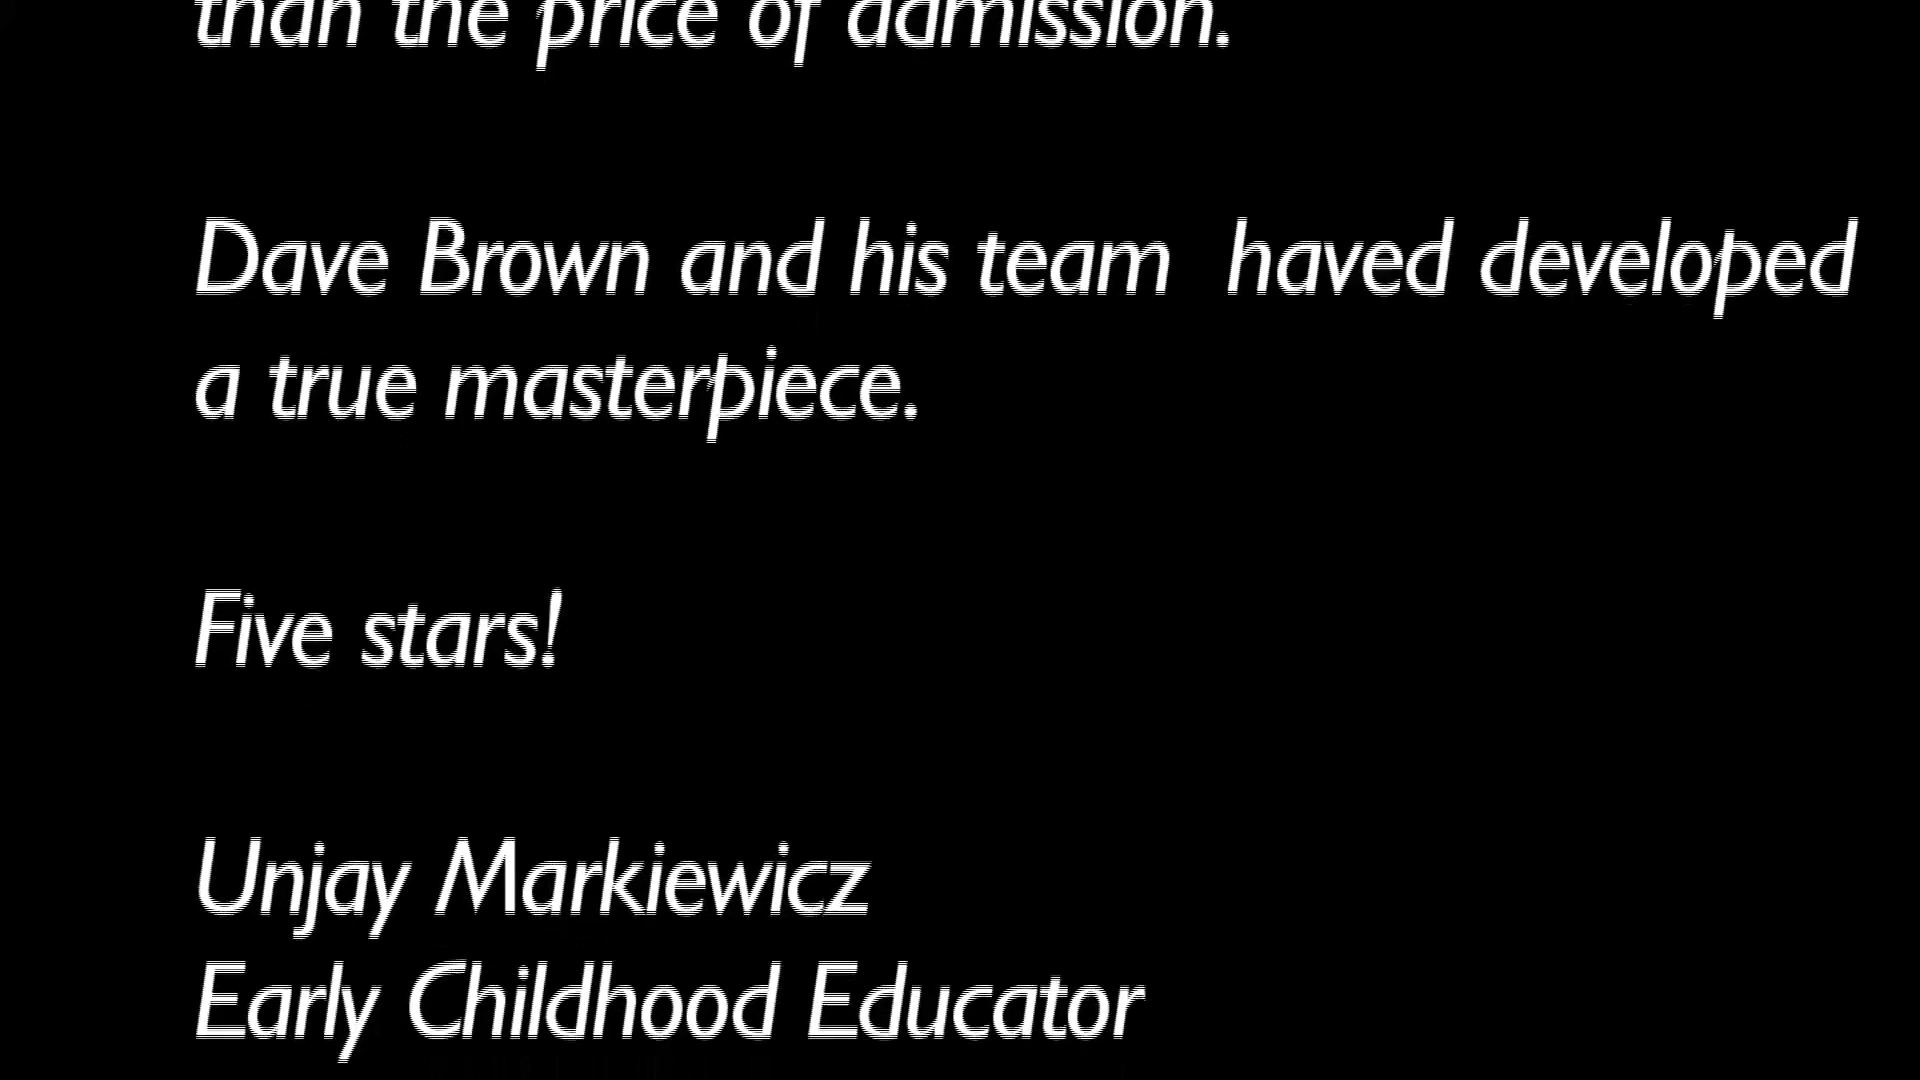 than the price of admission.
Dave Brown and his team  haved developed
a true masterpiece.
Five stars!
Unjay Markiewicz
Early Childhood Educator